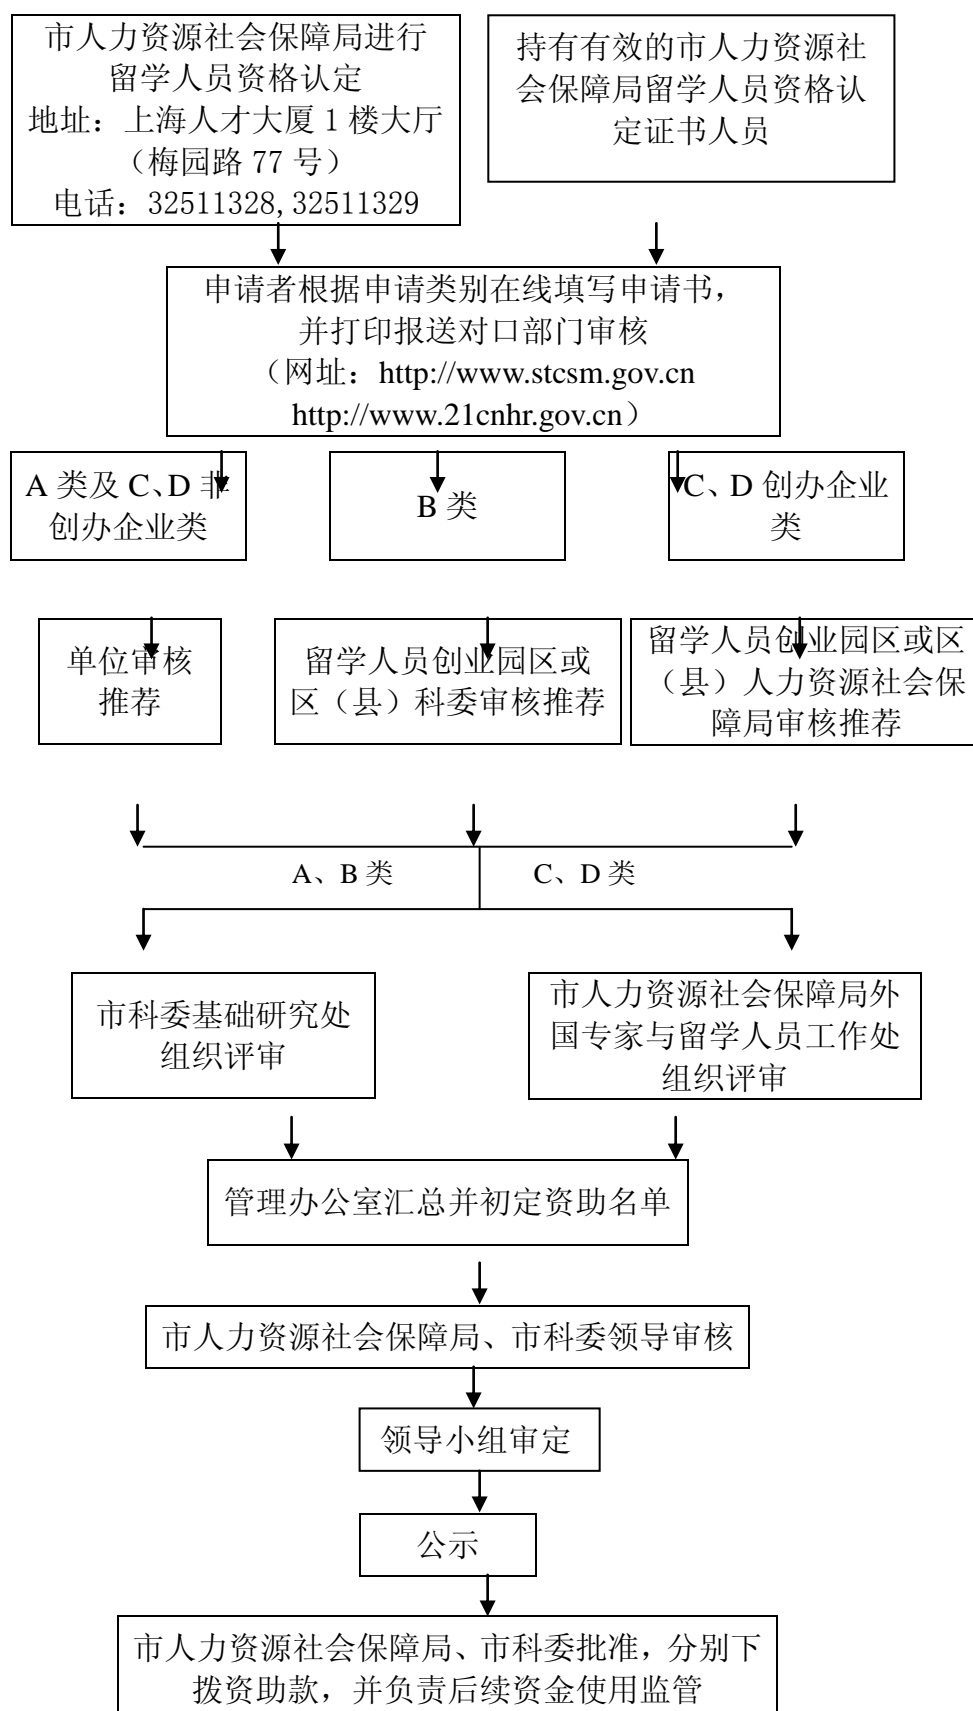 市人力资源社会保障局进行
留学人员资格认定
地址：上海人才大厦 1 楼大厅
（梅园路 77 号）
电话：32511328,32511329
持有有效的市人力资源社
会保障局留学人员资格认
定证书人员
申请者根据申请类别在线填写申请书，
并打印报送对口部门审核
（网址：http://www.stcsm.gov.cn
http://www.21cnhr.gov.cn）
A 类及 C、D 非
创办企业类
B 类
C、D 创办企业
类
单位审核
推荐
留学人员创业园区或
区（县）科委审核推荐
留学人员创业园区或区
（县）人力资源社会保
障局审核推荐
A、B 类
C、D 类
市科委基础研究处
组织评审
市人力资源社会保障局外
国专家与留学人员工作处
组织评审
管理办公室汇总并初定资助名单
市人力资源社会保障局、市科委领导审核
领导小组审定
公示
市人力资源社会保障局、市科委批准，分别下
拨资助款，并负责后续资金使用监管